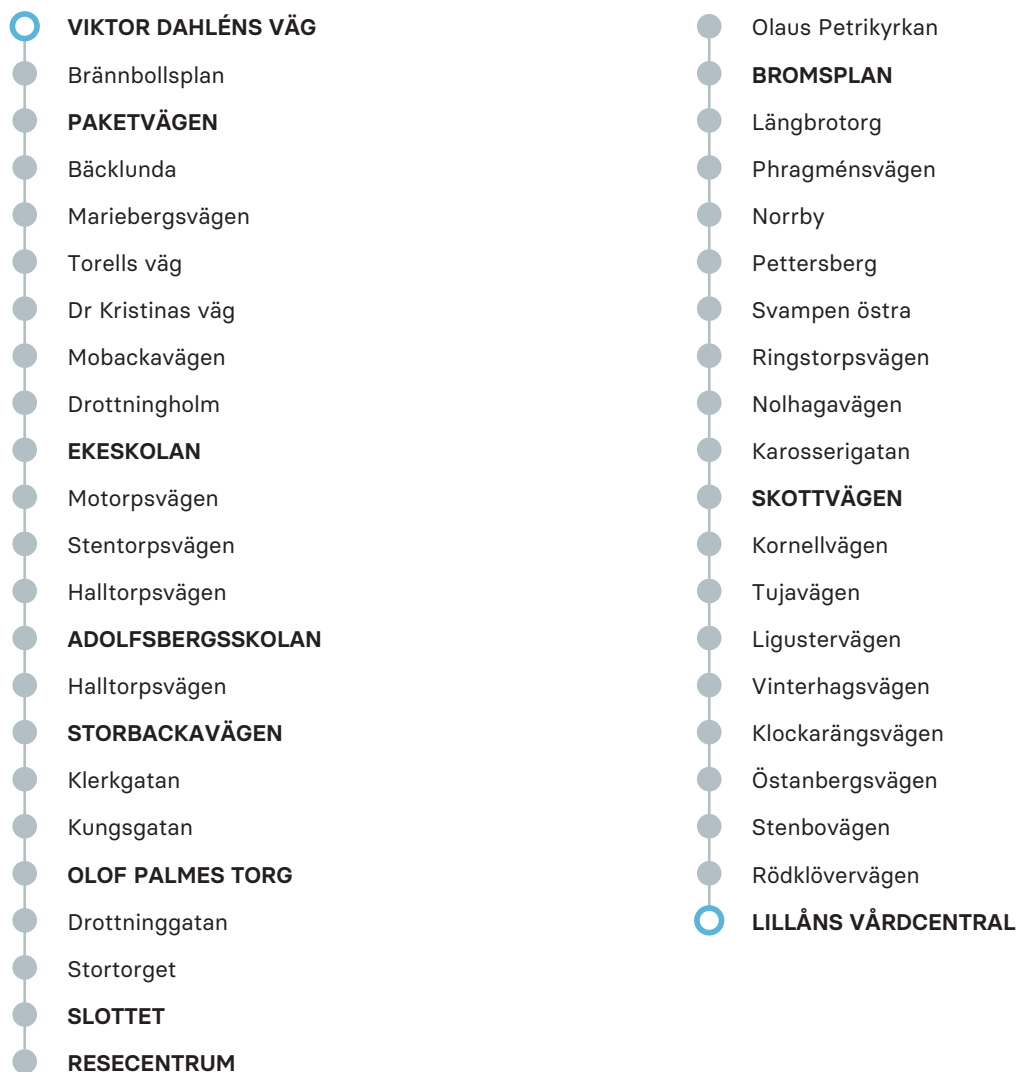 VIKTOR DAHLÉNS VÄG
Brännbollsplan
PAKETVÄGEN
Bäcklunda
Mariebergsvägen
Torells väg
Dr Kristinas väg
Mobackavägen
Drottningholm
EKESKOLAN
Motorpsvägen
Stentorpsvägen
Halltorpsvägen
ADOLFSBERGSSKOLAN
Halltorpsvägen
STORBACKAVÄGEN
Klerkgatan
Kungsgatan
OLOF PALMES TORG
Drottninggatan
Stortorget
SLOTTET
RESECENTRUM
Olaus Petrikyrkan
BROMSPLAN
Längbrotorg
Phragménsvägen
Norrby
Pettersberg
Svampen östra
Ringstorpsvägen
Nolhagavägen
Karosserigatan
SKOTTVÄGEN
Kornellvägen
Tujavägen
Ligustervägen
Vinterhagsvägen
Klockarängsvägen
Östanbergsvägen
Stenbovägen
Rödklövervägen
LILLÅNS VÅRDCENTRAL